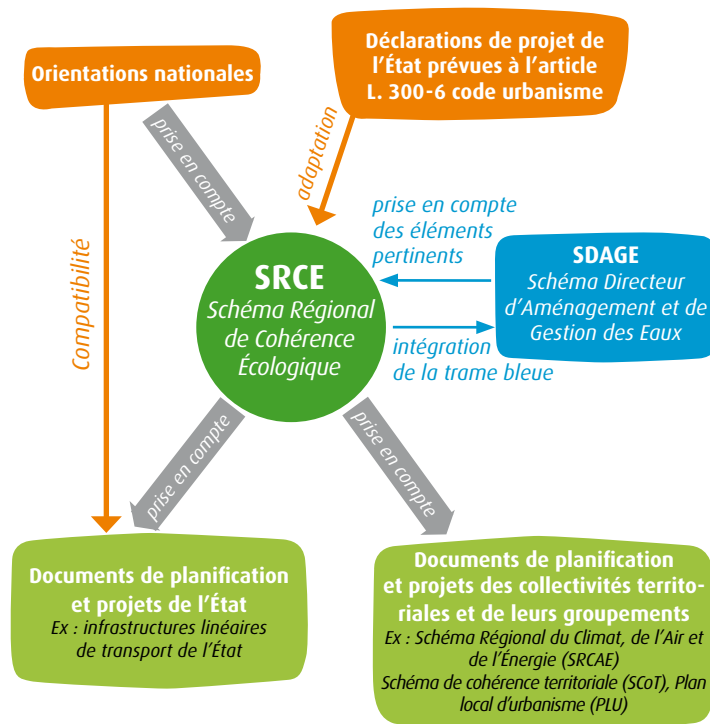 Orientations nationales
Déclarations de projet de
l’État prévues à l’article
L. 300-6 code urbanisme
prise en compte
adaptation
Compatibilité
prise en compte
des éléments
pertinents
SRCE
Schéma Régional
de Cohérence
Écologique
SDAGE
Schéma Directeur
d’Aménagement et de
Gestion des Eaux
intégration
de la trame bleue
prise en compte
prise en compte
Documents de planification
et projets de l’État
Ex : infrastructures linéaires
de transport de l’État
Documents de planification
et projets des collectivités territo-
riales et de leurs groupements
Ex : Schéma Régional du Climat, de l’Air et
de l’Énergie (SRCAE)
Schéma de cohérence territoriale (SCoT), Plan
local d’urbanisme (PLU)